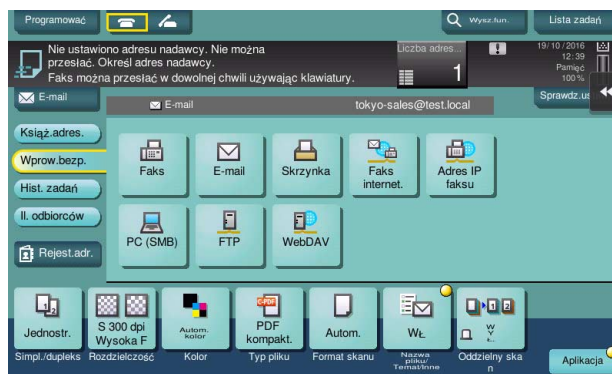 Programować
Wysz.fun.
Lista zadań
Nie ustawiono adresu nadawcy. Nie można
przesłać. Określ adres nadawcy.
Faks można przesłać w dowolnej chwili używając klawiatury.
Liczba adres...
1
19/10/2016
12:39
Pamięć
100%
E-mail
E-mail
tokyo-sales@test.local
Sprawdz.us
Książ.adres.
Wprow.bezp.
Hist. zadań
Il. odbiorców
Rejest.adr.
Faks
E-mail
Skrzynka
Faks
internet.
Adres IP
faksu
PC (SMB)
FTP
WebDAV
Jednostr.
S 300 dpi
Wysoka F
Autom.
kolor
C-PDF
PDF
kompakt.
Autom.
WŁ.
Simpl./dupleks
Rozdzielczość
Kolor
Typ pliku
Format skanu
Nazwa
pliku/
Temat/Inne
Oddzielny ska
n
Aplikacja